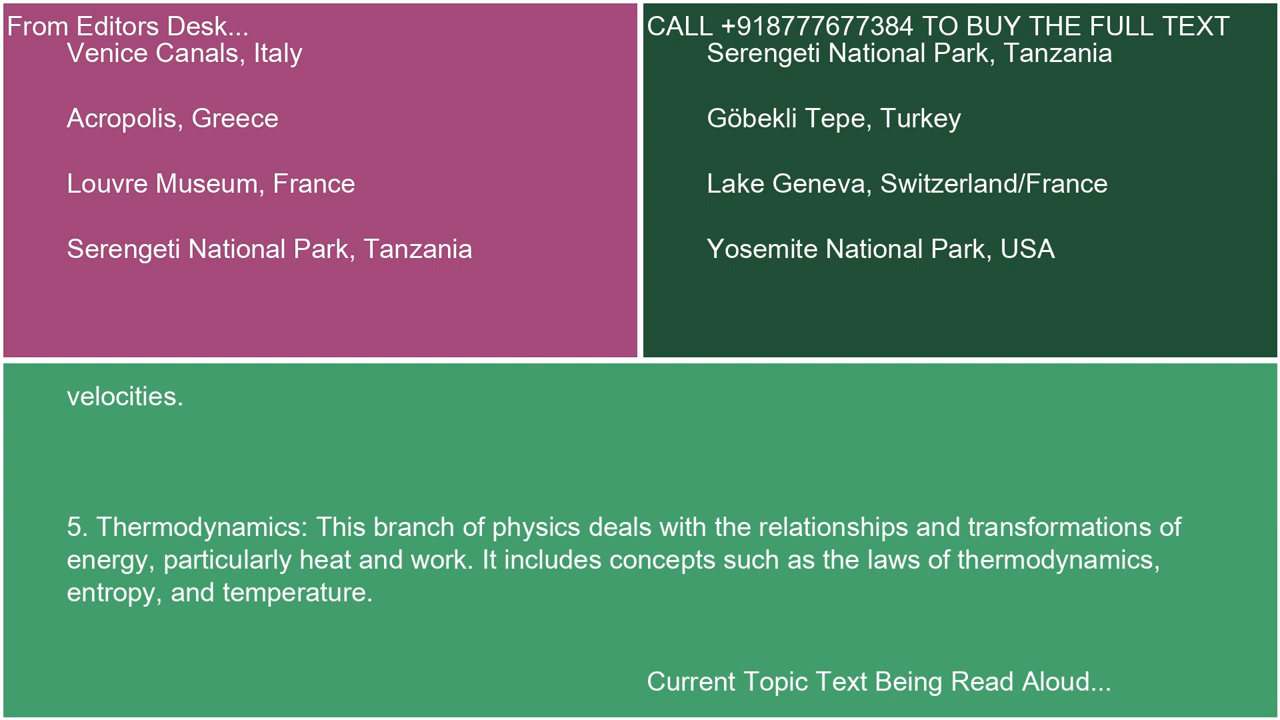 From Editors Desk...
Venice Canals, Italy
Acropolis, Greece
Louvre Museum, France
Serengeti National Park, Tanzania
CALL +918777677384 TO BUY THE FULL TEXT
Serengeti National Park, Tanzania
Göbekli Tepe, Turkey
Lake Geneva, Switzerland/France
Yosemite National Park, USA
velocities.
5. Thermodynamics: This branch of physics deals with the relationships and transformations of
energy, particularly heat and work. It includes concepts such as the laws of thermodynamics,
entropy, and temperature.
Current Topic Text Being Read Aloud...